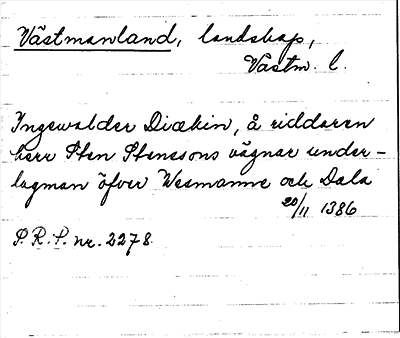 Västmanland, landskap,
Västm. l.
Ingewalder Diækin, å riddaren
herr Sten Stenssons vägnar under-
lagman öfver Wesmanne och Dala
20/11 1386
S. R. P. nr. 2278.